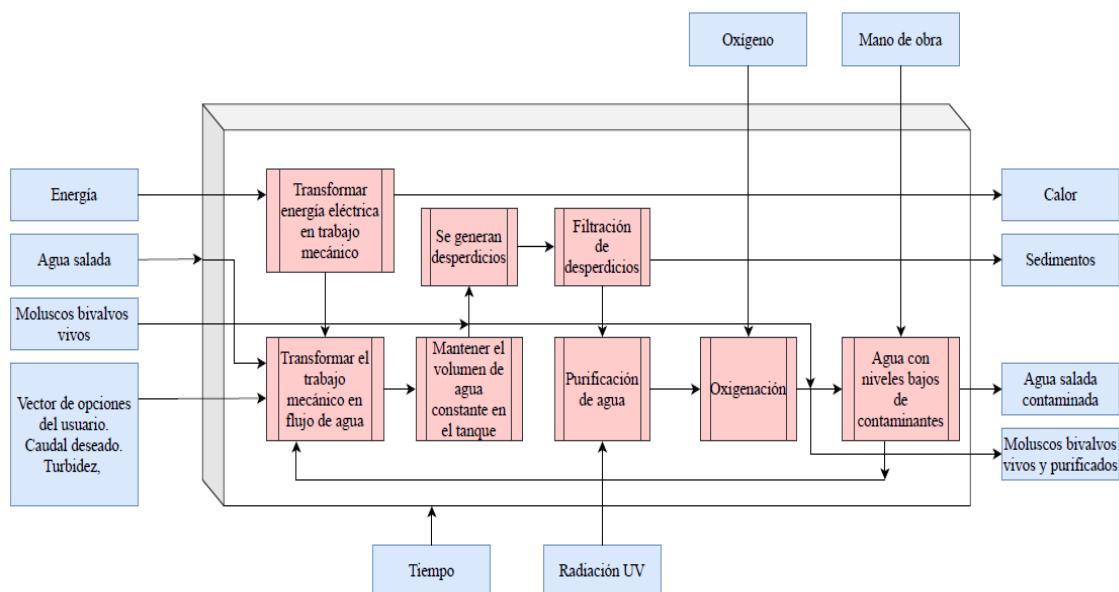 Oxígeno
Mano de obra
Energía
Transformar
energía eléctrica
en trabajo
mecánico
Calor
Se generan
desperdicios
Filtración
de
desperdicios
Agua salada
Sedimentos
Moluscos bivalvos
vivos
Transformar el
trabajo
mecánico en
flujo de agua
Mantener el
volumen de
agua
constante en
el tanque
Purificación
de agua
Oxigenación
Agua con
niveles bajos
de
contaminantes
Agua salada
contaminada
Vector de opciones
del usuario.
Caudal deseado.
Turbidez,
Moluscos bivalvos
vivos y purificados
Tiempo
Radiación UV